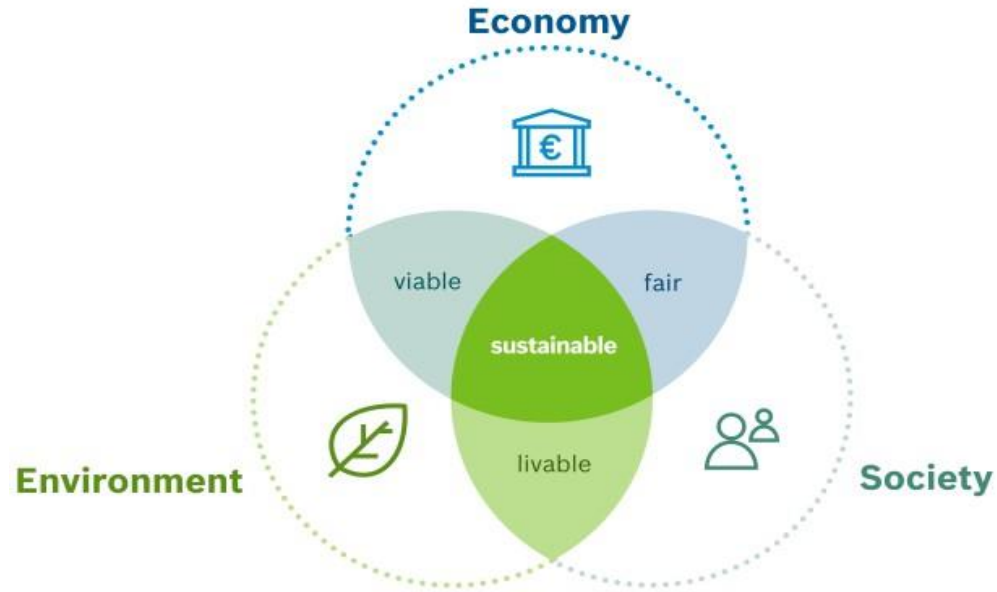 Economy
€
viable
fair
sustainable
livable
Environment
Society